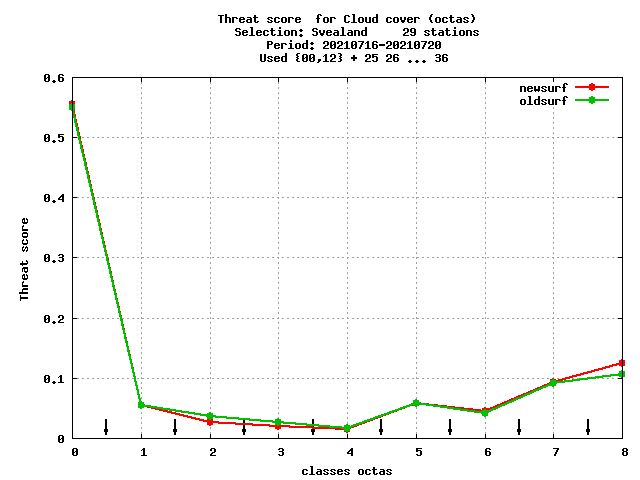 Threat score  for Cloud cover (octas)
Selection: Svealand     29 stations
Period: 20210716-20210720
Used {00,12} + 25 26 ... 36
newsurf
oldsurf
0.6
0.5
0.4
0.3
0.2
0.1
0
Threat score
0 1 2 3 4 5 6 7 8
classes octas